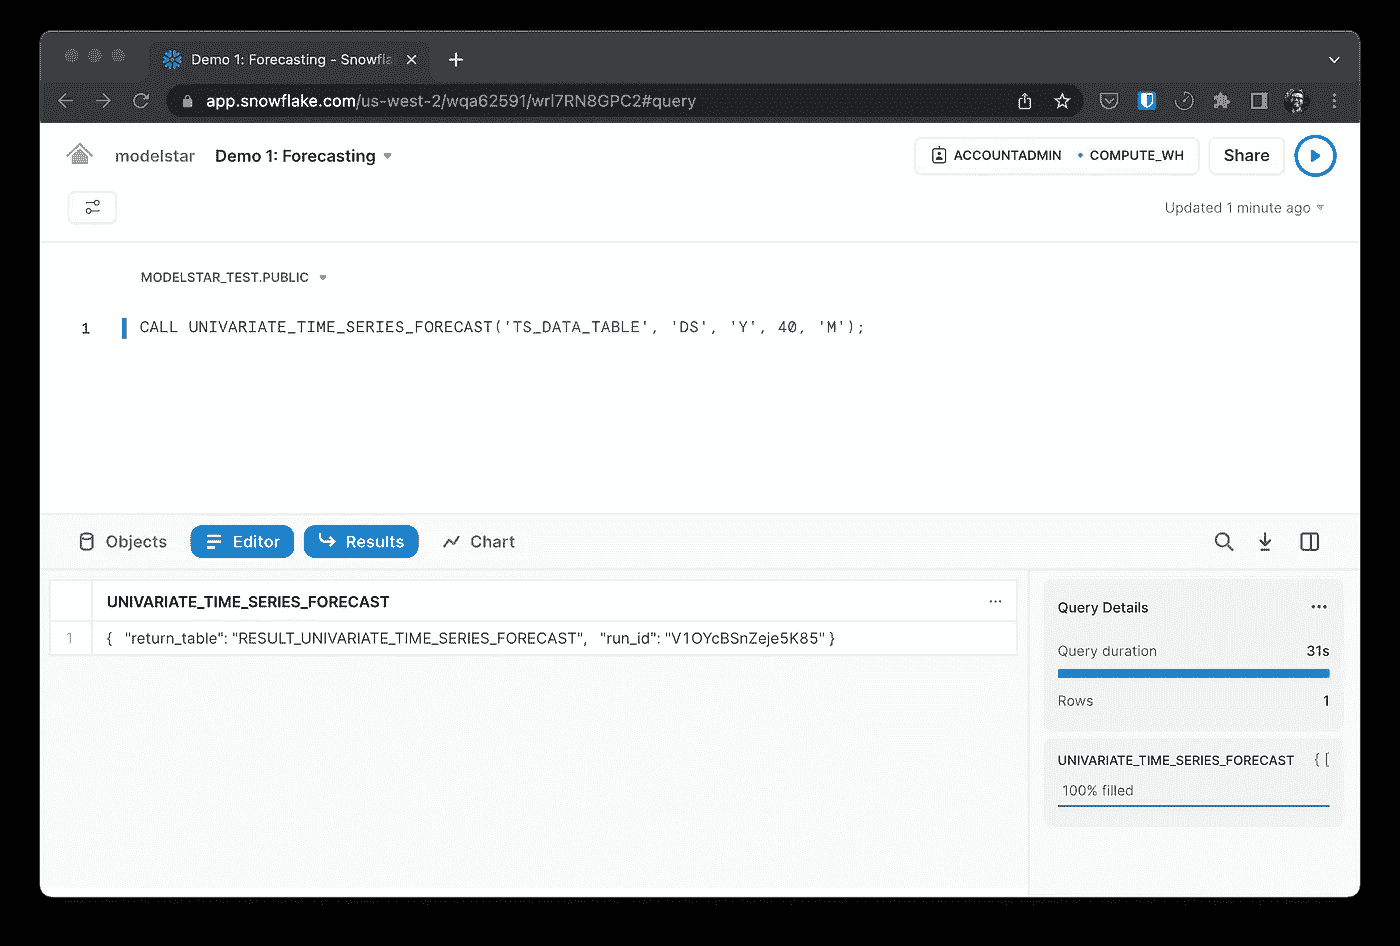 Demo 1: Forecasting - Snowfla
app.snowflake.com/us-west-2/wqa62591/wrl7RN8GPC2#query
modelstar Demo 1: Forecasting
ACCOUNTADMIN • COMPUTE_WH Share
Updated 1 minute ago
MODELSTAR_TEST.PUBLIC
1 CALL UNIVARIATE_TIME_SERIES_FORECAST('TS_DATA_TABLE', 'DS', 'Y', 40, 'M');
Objects Editor Results Chart
UNIVARIATE_TIME_SERIES_FORECAST ...
1 { "return_table": "RESULT_UNIVARIATE_TIME_SERIES_FORECAST", "run_id": "V1OYcBSnZeje5K85" }
Query Details ...
Query duration 31s
Rows 1
UNIVARIATE_TIME_SERIES_FORECAST { [
100% filled